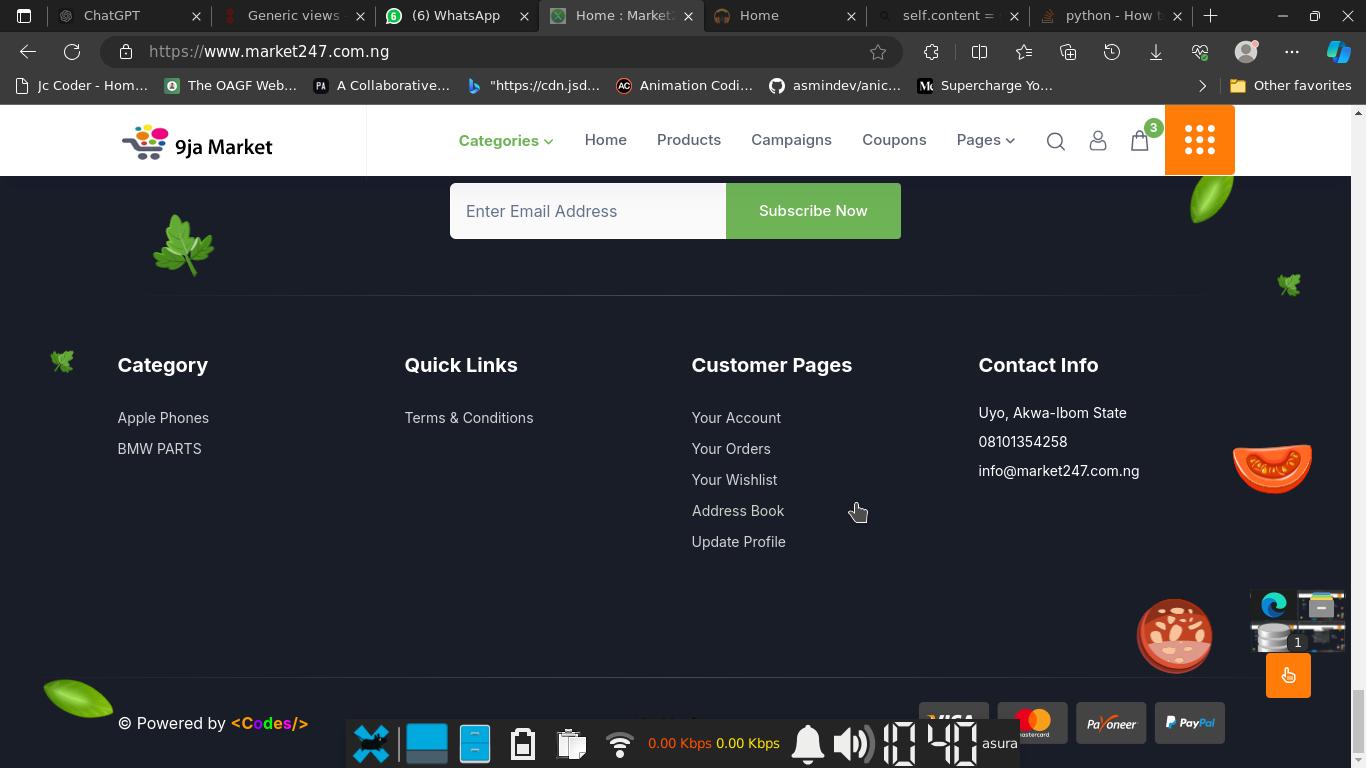 ChatGPT
Generic views
(6) WhatsApp
Home : Market2
Home
self.content =
python - How t
https://www.market247.com.ng
Jc Coder - Hom...
The OAGF Web...
A Collaborative...
"https://cdn.jsd...
Animation Codi...
asmindev/anic...
Supercharge Yo...
Other favorites
9ja Market
Categories
Home
Products
Campaigns
Coupons
Pages
3
Enter Email Address
Subscribe Now
Category
Apple Phones
BMW PARTS
Quick Links
Terms & Conditions
Customer Pages
Your Account
Your Orders
Your Wishlist
Address Book
Update Profile
Contact Info
Uyo, Akwa-Ibom State
08101354258
info@market247.com.ng
1
© Powered by <Codes/>
VISA
mastercard
Payoneer
PayPal
0.00 Kbps 0.00 Kbps
10 40
asura